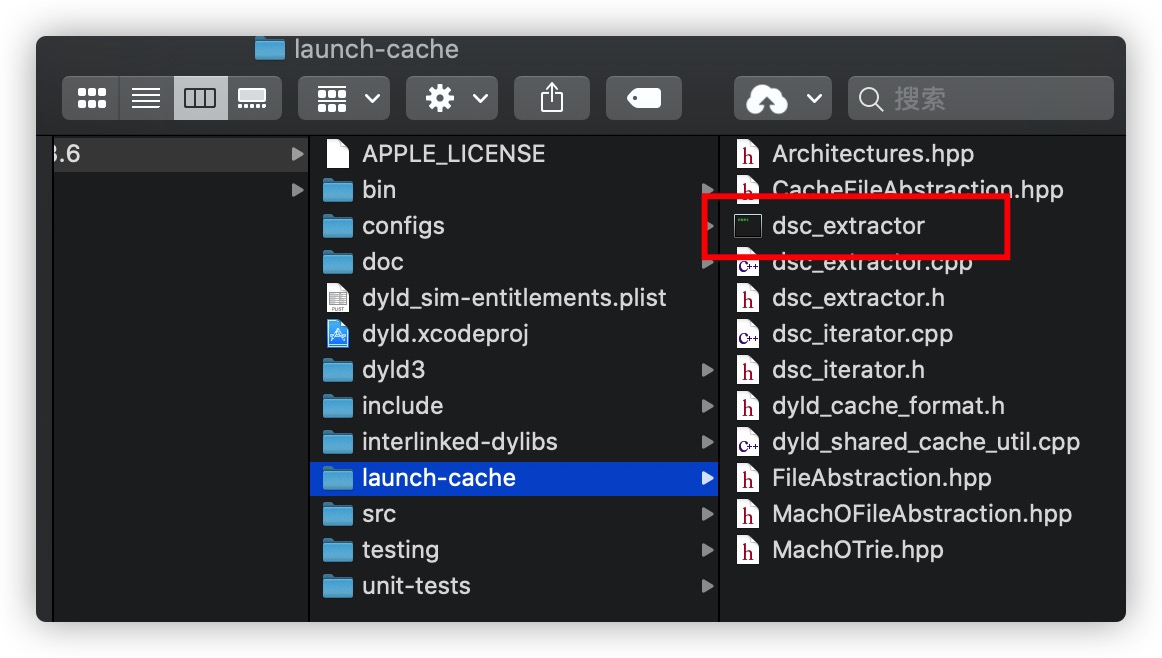 launch-cache
搜索
3.6
APPLE_LICENSE
bin
configs
doc
dyld_sim-entitlements.plist
dyld.xcodeproj
dyld3
include
interlinked-dylibs
launch-cache
src
testing
unit-tests
h Architectures.hpp
h CacheFileAbstraction.hpp
dsc_extractor
C++ dsc_extractor.cpp
h dsc_extractor.h
C++ dsc_iterator.cpp
h dsc_iterator.h
h dyld_cache_format.h
C++ dyld_shared_cache_util.cpp
h FileAbstraction.hpp
h MachOFileAbstraction.hpp
h MachOTrie.hpp